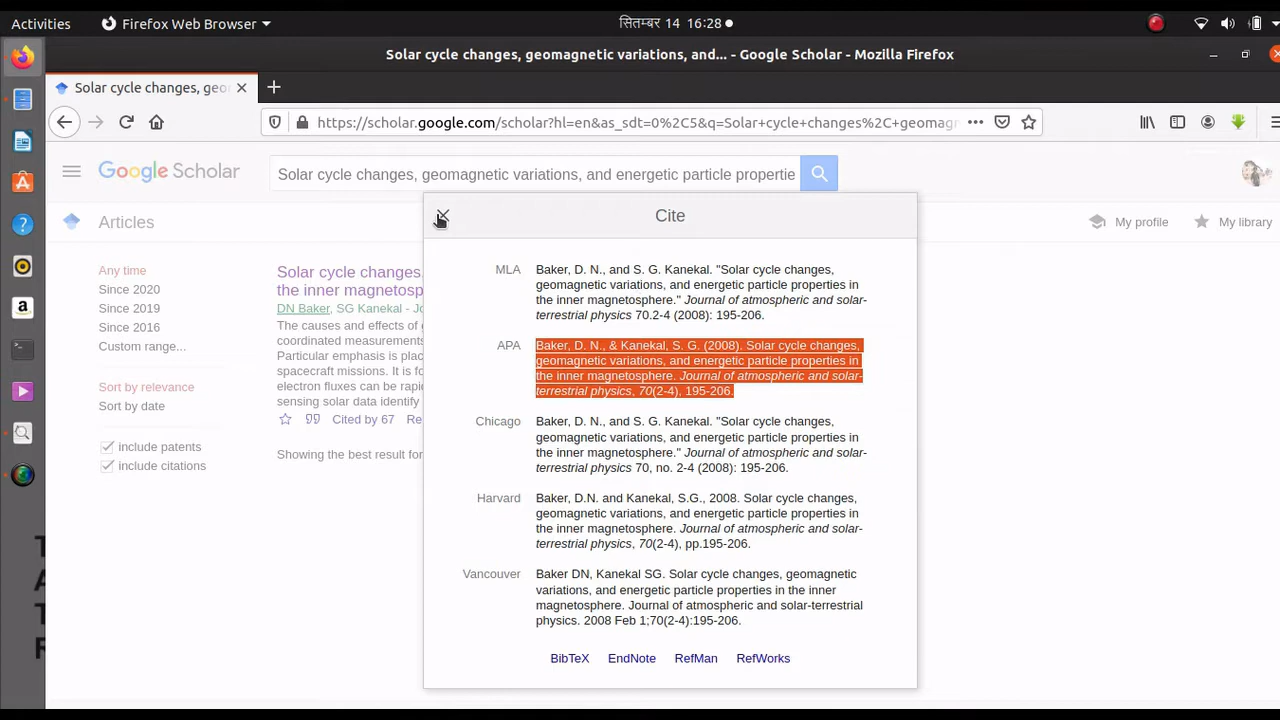 Activities
Firefox Web Browser
सितम्बर 14 16:28
Solar cycle changes, geomagnetic variations, and... - Google Scholar - Mozilla Firefox
Solar cycle changes, geo
https://scholar.google.com/scholar?hl=en&as_sdt=0%2C5&q=Solar+cycle+changes%2C+geomagn
Google Scholar
Solar cycle changes, geomagnetic variations, and energetic particle propertie
Articles
My profile
My library
Cite
Any time
Since 2020
Since 2019
Since 2016
Custom range...
Sort by relevance
Sort by date
include patents
include citations
Solar cycle changes,
the inner magnetosp
DN Baker, SG Kanekal - Jo
The causes and effects of
coordinated measurements
Particular emphasis is plac
spacecraft missions. It is fo
electron fluxes can be rapi
sensing solar data identify
Cited by 67 Re
Showing the best result for
MLA
Baker, D. N., and S. G. Kanekal. "Solar cycle changes,
geomagnetic variations, and energetic particle properties in
the inner magnetosphere." Journal of atmospheric and solar-
terrestrial physics 70.2-4 (2008): 195-206.
APA
Baker, D. N., & Kanekal, S. G. (2008). Solar cycle changes,
geomagnetic variations, and energetic particle properties in
the inner magnetosphere. Journal of atmospheric and solar-
terrestrial physics, 70(2-4), 195-206.
Chicago
Baker, D. N., and S. G. Kanekal. "Solar cycle changes,
geomagnetic variations, and energetic particle properties in
the inner magnetosphere." Journal of atmospheric and solar-
terrestrial physics 70, no. 2-4 (2008): 195-206.
Harvard
Baker, D.N. and Kanekal, S.G., 2008. Solar cycle changes,
geomagnetic variations, and energetic particle properties in
the inner magnetosphere. Journal of atmospheric and solar-
terrestrial physics, 70(2-4), pp.195-206.
Vancouver
Baker DN, Kanekal SG. Solar cycle changes, geomagnetic
variations, and energetic particle properties in the inner
magnetosphere. Journal of atmospheric and solar-terrestrial
physics. 2008 Feb 1;70(2-4):195-206.
BibTeX EndNote RefMan RefWorks